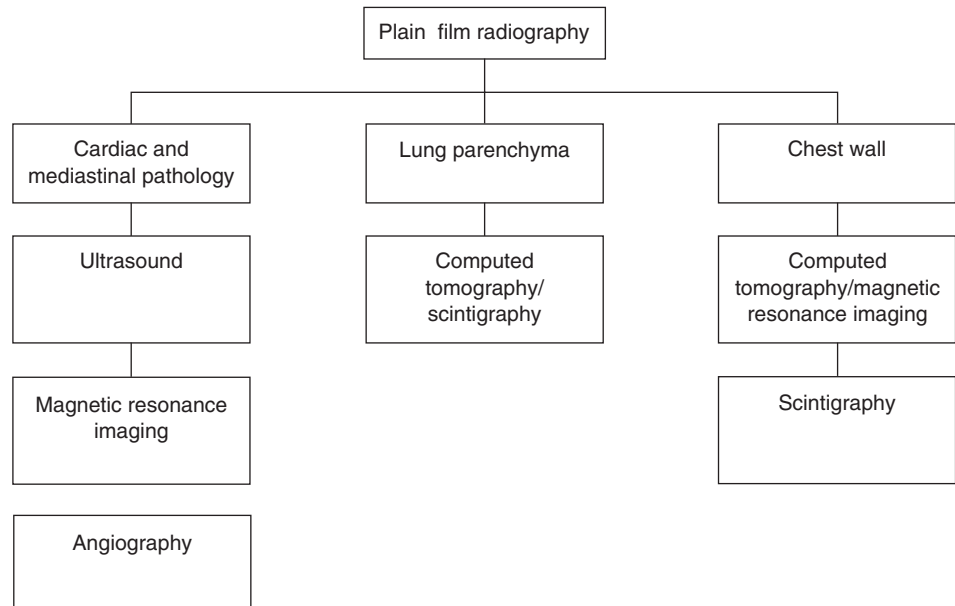 Plain film radiography
Cardiac and
mediastinal pathology
Lung parenchyma
Chest wall
Ultrasound
Computed
tomography/
scintigraphy
Computed
tomography/magnetic
resonance imaging
Magnetic resonance
imaging
Scintigraphy
Angiography